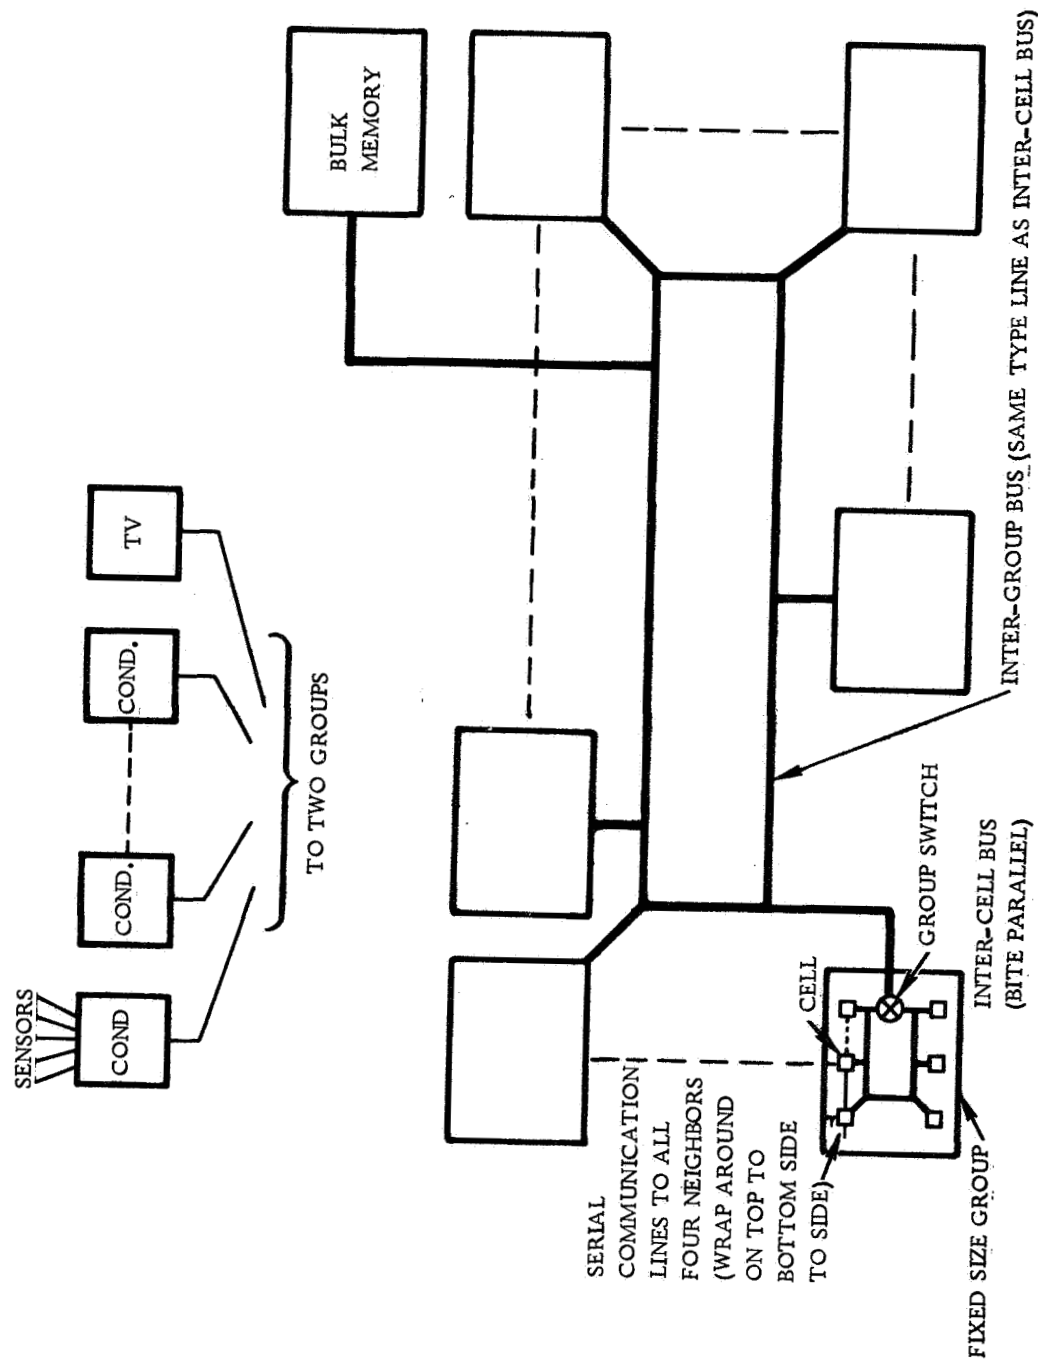 SENSORS
COND
COND.
COND.
TV
TO TWO GROUPS
BULK
MEMORY
SERIAL
COMMUNICATION
LINES TO ALL
FOUR NEIGHBORS
(WRAP AROUND
ON TOP TO
BOTTOM SIDE
TO SIDE)
CELL
GROUP SWITCH
INTER-CELL BUS
(BITE PARALLEL)
FIXED SIZE GROUP
INTER-GROUP BUS (SAME TYPE LINE AS INTER-CELL BUS)